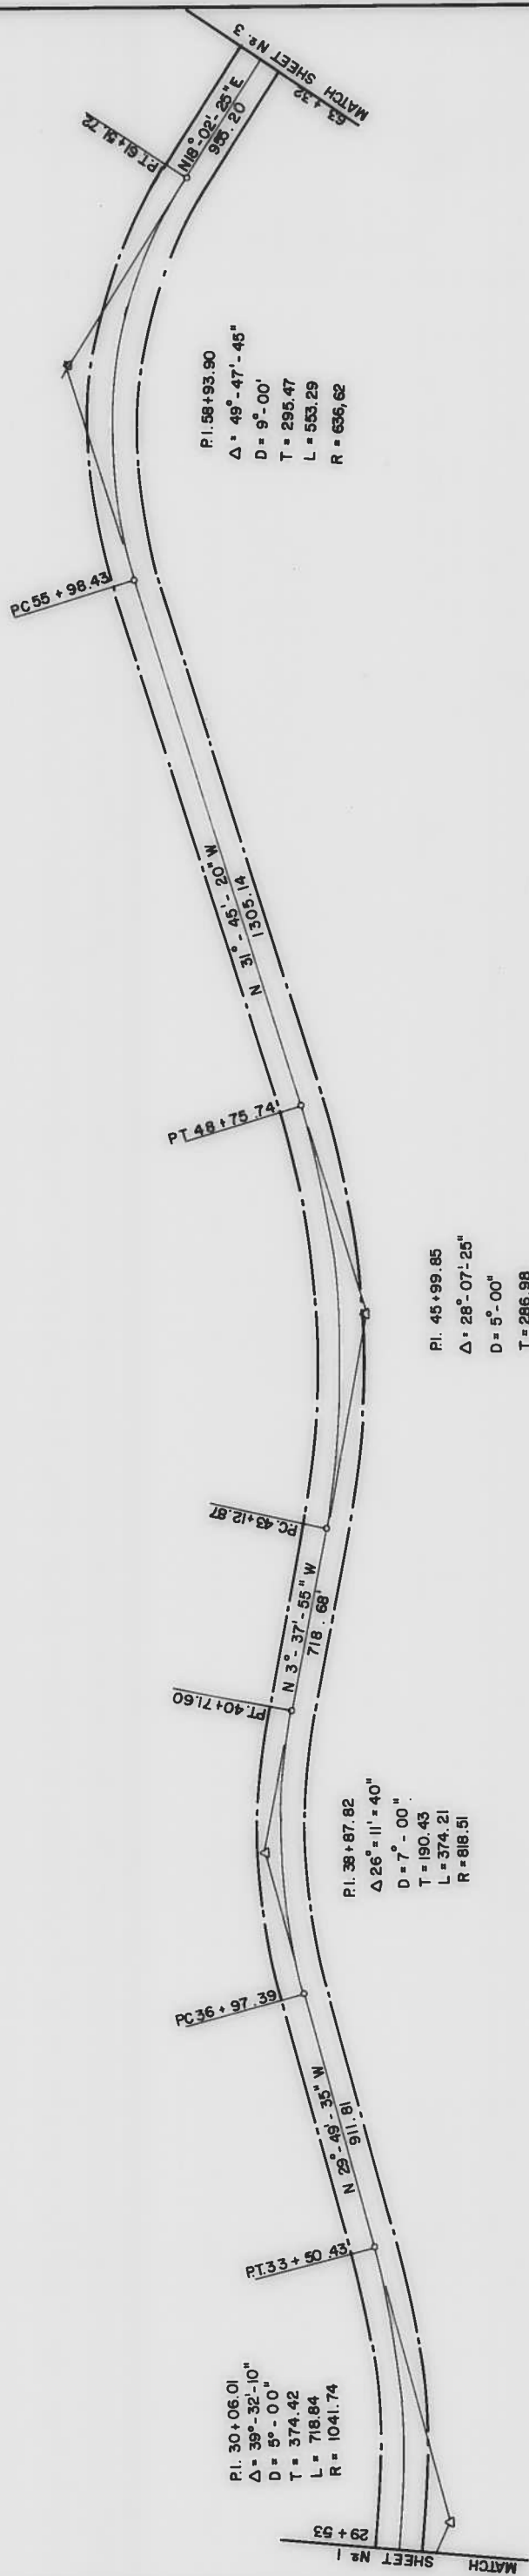 MATCH SHEET Nº 1
29 + 53
P.I. 30+06.01
Δ = 39°-32'-10"
D = 5°-00"
T = 374.42
L = 718.84
R = 1041.74
P.T. 33 + 50.43'
N 29°-49'-35" W
911.81
PC 36 + 97.39
P.I. 38+87.82
Δ 26° = 11' = 40"
D = 7° - 00"
T = 190.43
L = 374.21
R = 818.51
PT. 40+71.60
N 3° - 37' - 55" W
718.68'
P.C. 43+12.87
P.I. 45+99.85
Δ = 28°-07'-25"
D = 5°-00"
T = 286.98
PT 48+75.74'
N 31° - 45' - 20" W
1305.14
PC 55 + 98.43
P.I. 58+93.90
Δ = 49°-47'-45"
D = 9°-00'
T = 295.47
L = 553.29
R = 636,62
P.T. 61+51.72
N18°-02'-25"E
955.20
63 + 32
MATCH SHEET Nº 3